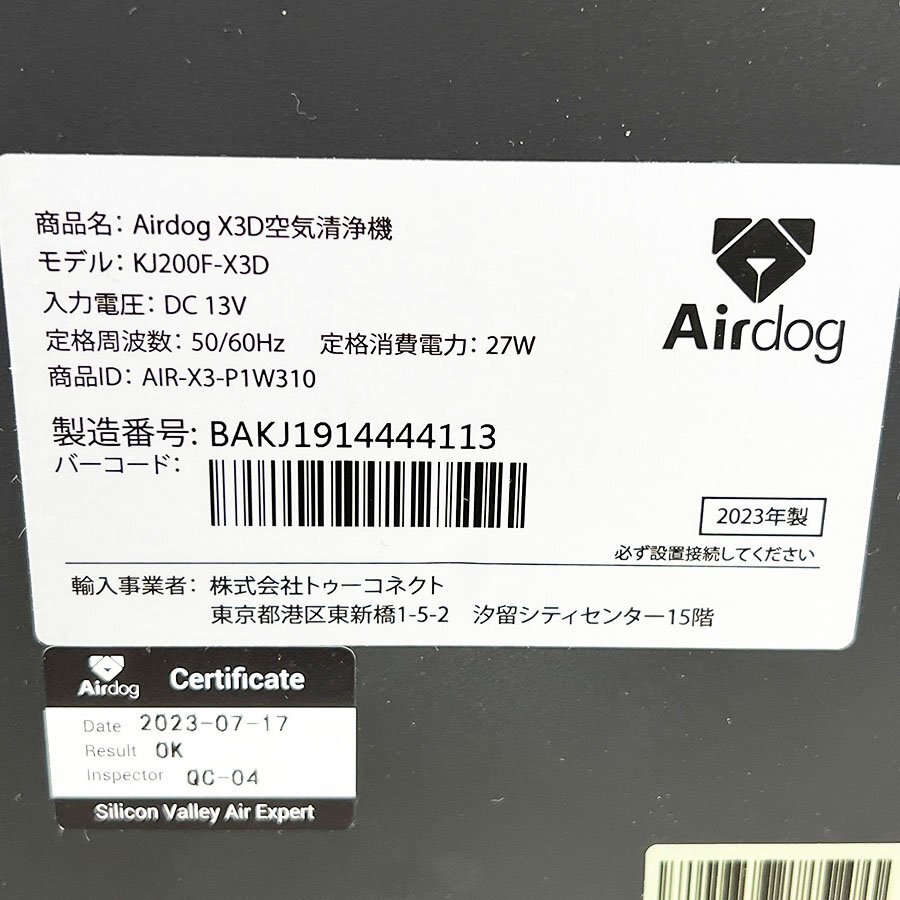 商品名：Airdog X3D空気清浄機
モデル：KJ200F-X3D
入力電圧：DC 13V
定格周波数：50/60Hz 定格消費電力：27W
商品ID：AIR-X3-P1W310
Airdog
製造番号：BAKJ1914444113
バーコード：
2023年製
必ず設置接続してください
輸入事業者：株式会社トゥーコネクト
東京都港区東新橋1-5-2 汐留シティセンター15階
Airdog Certificate
Date 2023-07-17
Result OK
Inspector QC-04
Silicon Valley Air Expert